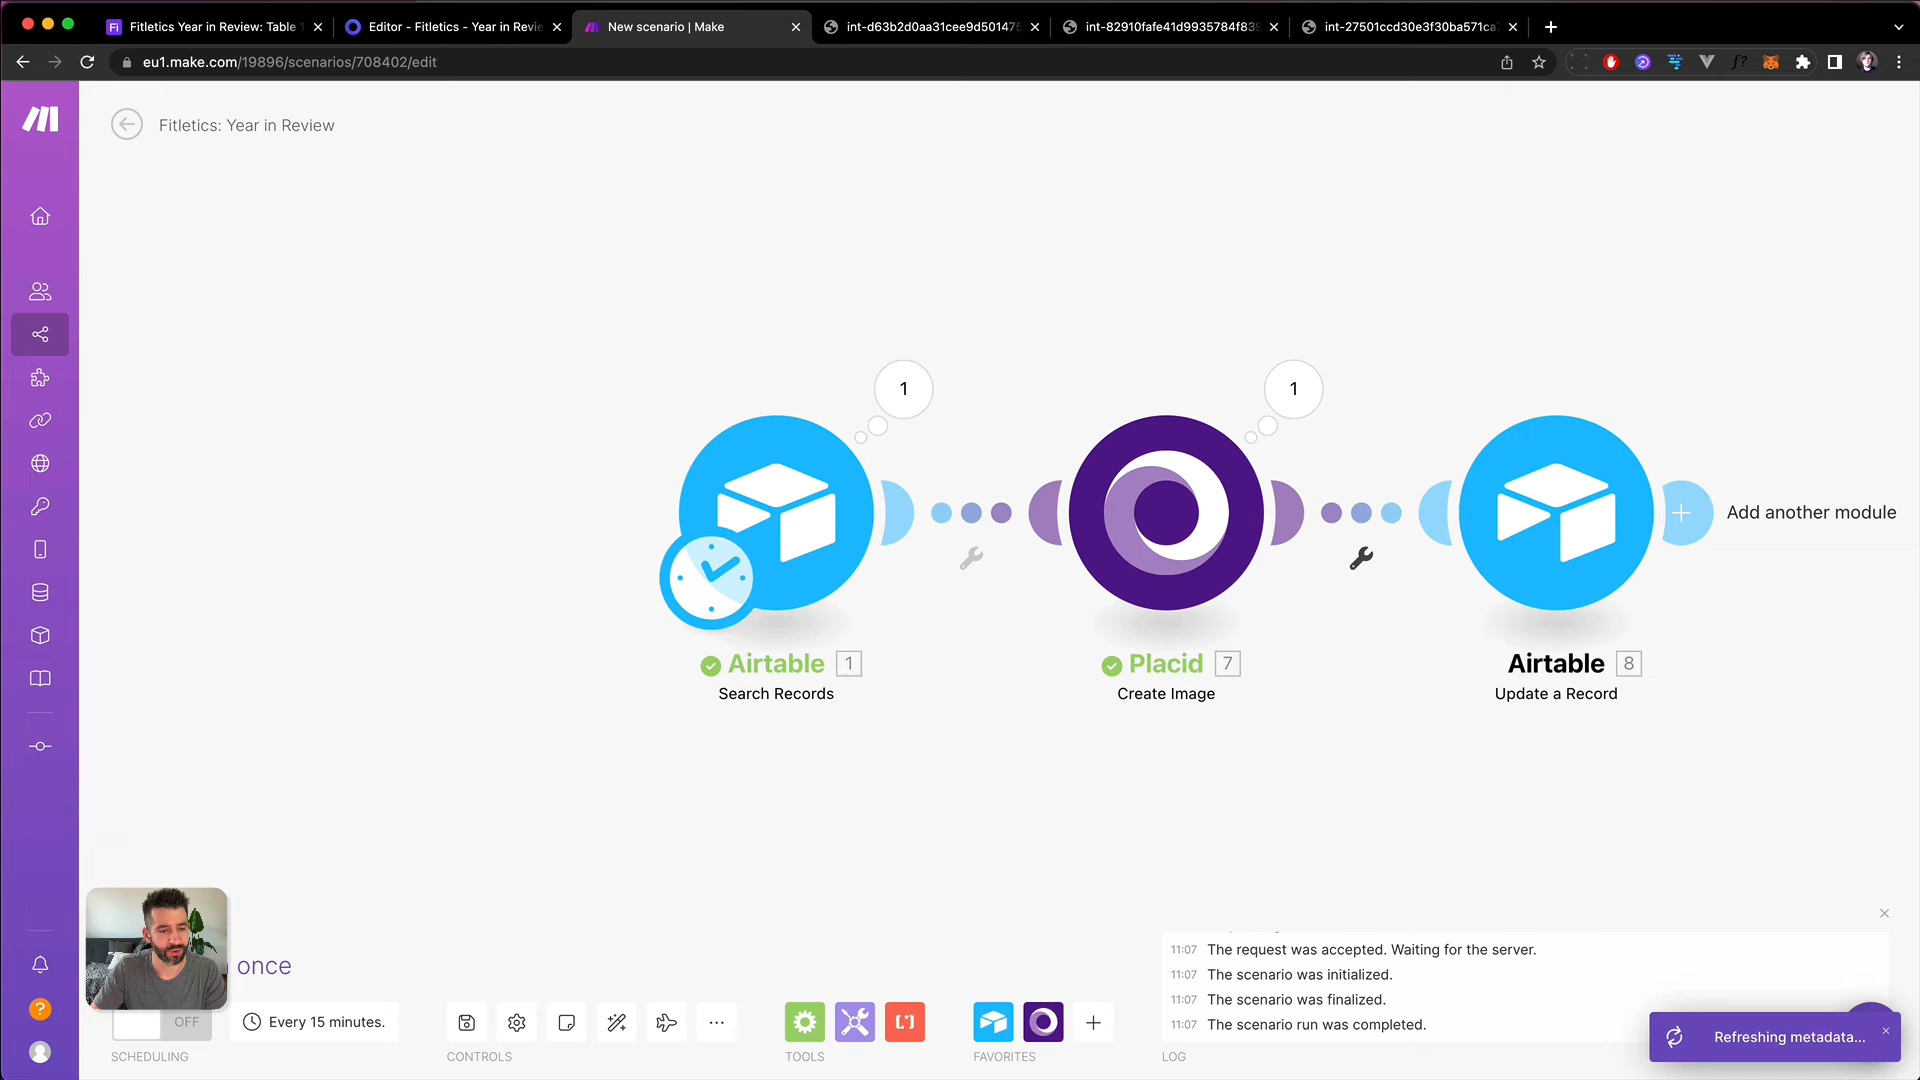 Fitletics Year in Review: Table
Editor - Fitletics - Year in Revie
New scenario | Make
int-d63b2d0aa31cee9d501475
int-82910fafe41d9935784f839
int-27501ccd30e3f30ba571ca
eu1.make.com/19896/scenarios/708402/edit
f?
Fitletics: Year in Review
1
1
Add another module
Airtable 1
Search Records
Placid 7
Create Image
Airtable 8
Update a Record
once
OFF
Every 15 minutes.
SCHEDULING
CONTROLS
TOOLS
FAVORITES
LOG
11:07 The request was accepted. Waiting for the server.
11:07 The scenario was initialized.
11:07 The scenario was finalized.
11:07 The scenario run was completed.
Refreshing metadata...